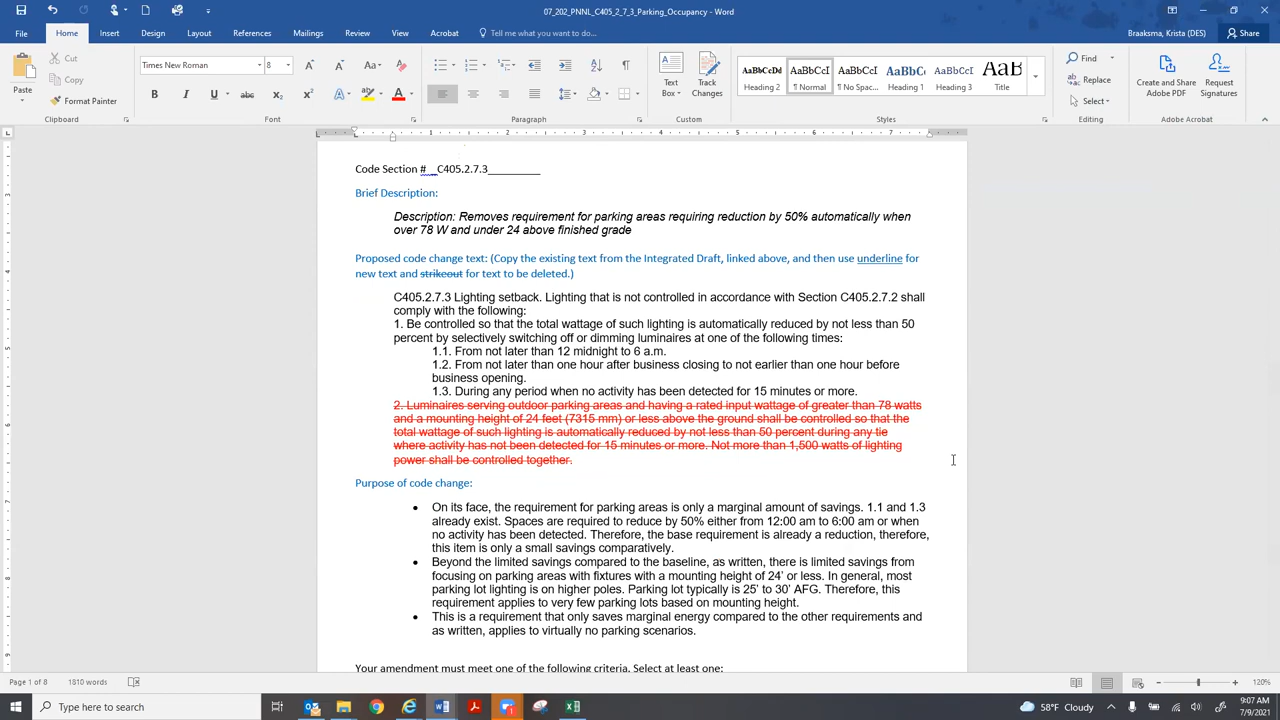 07_202_PNNL_C405_2_7_3_Parking_Occupancy - Word
Braaksma, Krista (DES)
Share
File Home Insert Design Layout References Mailings Review View Acrobat Tell me what you want to do...
Paste
Cut
Copy
Format Painter
Clipboard
Times New Roman 8
Font
Paragraph
Text Box
Track Changes
Custom
AaBbCcDd AaBbCcI AaBbCcI AaBbC AaBbCcD AaB
Heading 2 ¶ Normal ¶ No Spac... Heading 1 Heading 3 Title
Styles
Find
Replace
Select
Editing
Create and Share Adobe PDF
Request Signatures
Adobe Acrobat
Code Section # _C405.2.7.3_________
Brief Description:
Description: Removes requirement for parking areas requiring reduction by 50% automatically when
over 78 W and under 24 above finished grade
Proposed code change text: (Copy the existing text from the Integrated Draft, linked above, and then use underline for
new text and strikeout for text to be deleted.)
C405.2.7.3 Lighting setback. Lighting that is not controlled in accordance with Section C405.2.7.2 shall
comply with the following:
1. Be controlled so that the total wattage of such lighting is automatically reduced by not less than 50
percent by selectively switching off or dimming luminaires at one of the following times:
1.1. From not later than 12 midnight to 6 a.m.
1.2. From not later than one hour after business closing to not earlier than one hour before
business opening.
1.3. During any period when no activity has been detected for 15 minutes or more.
2. Luminaires serving outdoor parking areas and having a rated input wattage of greater than 78 watts
and a mounting height of 24 feet (7315 mm) or less above the ground shall be controlled so that the
total wattage of such lighting is automatically reduced by not less than 50 percent during any tie
where activity has not been detected for 15 minutes or more. Not more than 1,500 watts of lighting
power shall be controlled together.
Purpose of code change:
• On its face, the requirement for parking areas is only a marginal amount of savings. 1.1 and 1.3
already exist. Spaces are required to reduce by 50% either from 12:00 am to 6:00 am or when
no activity has been detected. Therefore, the base requirement is already a reduction, therefore,
this item is only a small savings comparatively.
• Beyond the limited savings compared to the baseline, as written, there is limited savings from
focusing on parking areas with fixtures with a mounting height of 24' or less. In general, most
parking lot lighting is on higher poles. Parking lot typically is 25' to 30' AFG. Therefore, this
requirement applies to very few parking lots based on mounting height.
• This is a requirement that only saves marginal energy compared to the other requirements and
as written, applies to virtually no parking scenarios.
Your amendment must meet one of the following criteria. Select at least one:
Page 1 of 8 1810 words
120%
Type here to search
58°F Cloudy
9:07 AM
7/9/2021